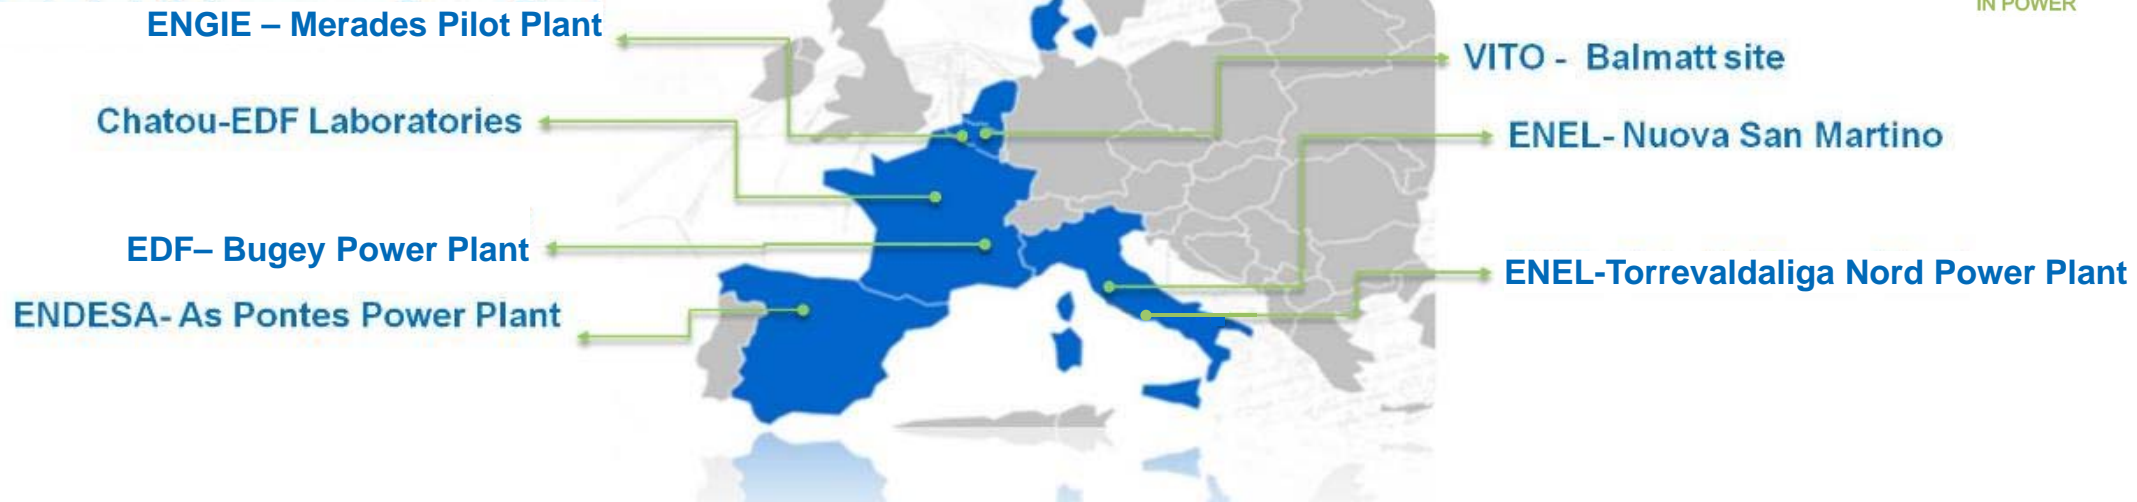 IN POWER
ENGIE – Merades Pilot Plant
VITO - Balmatt site
Chatou-EDF Laboratories
ENEL- Nuova San Martino
EDF– Bugey Power Plant
ENEL-Torrevaldaliga Nord Power Plant
ENDESA- As Pontes Power Plant